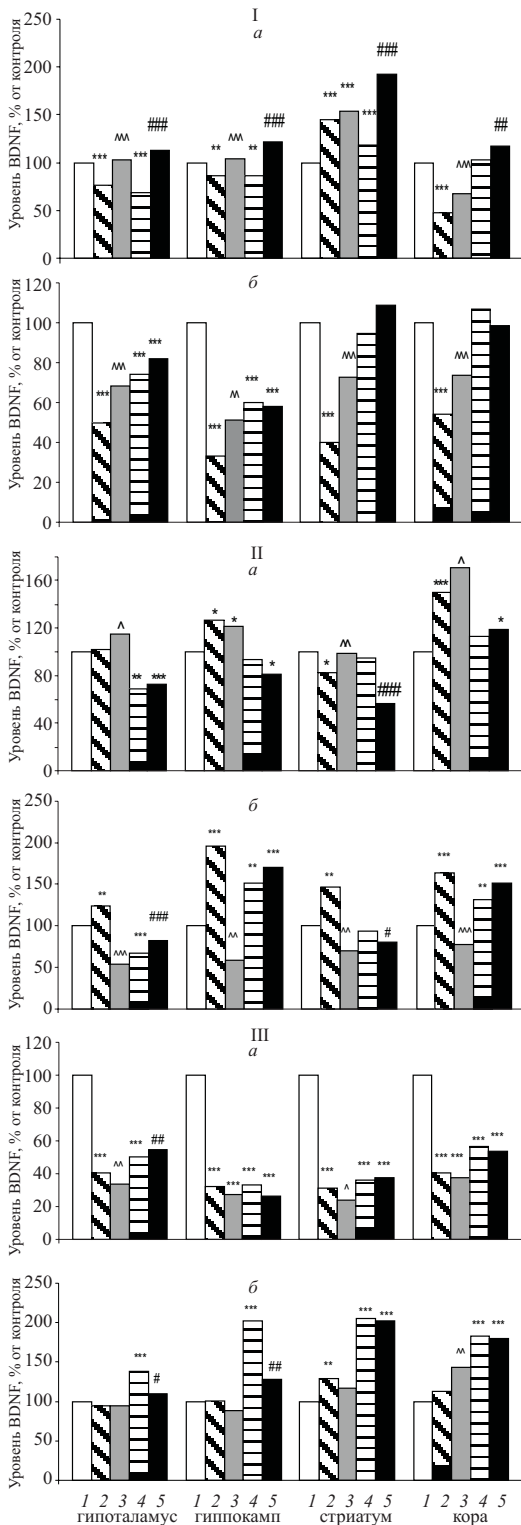 I
а
Уровень BDNF, % от контроля
250
200
150
100
50
0
*** ^^^ *** ###
** ^^^ ** ###
*** *** *** ###
*** ^^^ ##
б
Уровень BDNF, % от контроля
120
100
80
60
40
20
0
*** ^^^ *** ***
*** ^^ *** ***
*** ^^^
*** ^^^
II
а
Уровень BDNF, % от контроля
160
120
80
40
0
^ ** ***
* * *
* ^^ ###
*** ^ *
б
Уровень BDNF, % от контроля
250
200
150
100
50
0
** ^^^ *** ###
*** ^^ ** ***
** ^^ #
*** ^^^ ** ***
III
а
Уровень BDNF, % от контроля
100
80
60
40
20
0
*** ^^ *** ##
*** *** *** ***
*** ^ *** ***
*** *** *** ***
б
Уровень BDNF, % от контроля
250
200
150
100
50
0
*** #
*** ##
** *** ***
^^ *** ***
1 2 3 4 5 1 2 3 4 5 1 2 3 4 5 1 2 3 4 5
гипоталамус гиппокамп стриатум кора